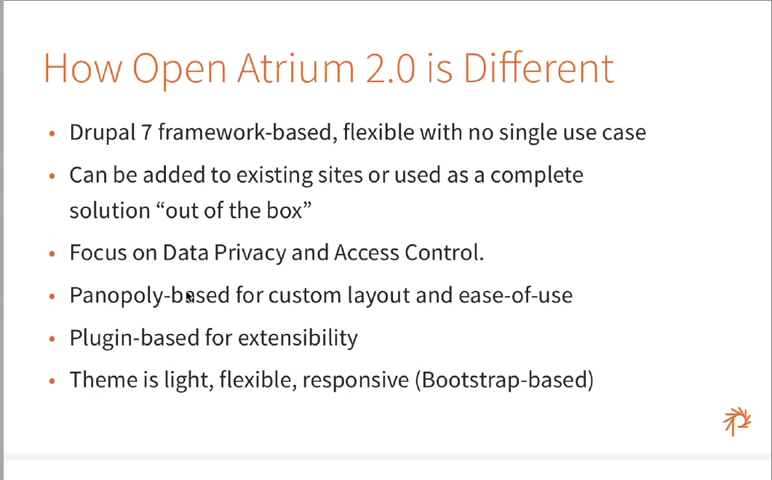 How Open Atrium 2.0 is Different
• Drupal 7 framework-based, flexible with no single use case
• Can be added to existing sites or used as a complete
solution “out of the box”
• Focus on Data Privacy and Access Control.
• Panopoly-based for custom layout and ease-of-use
• Plugin-based for extensibility
• Theme is light, flexible, responsive (Bootstrap-based)